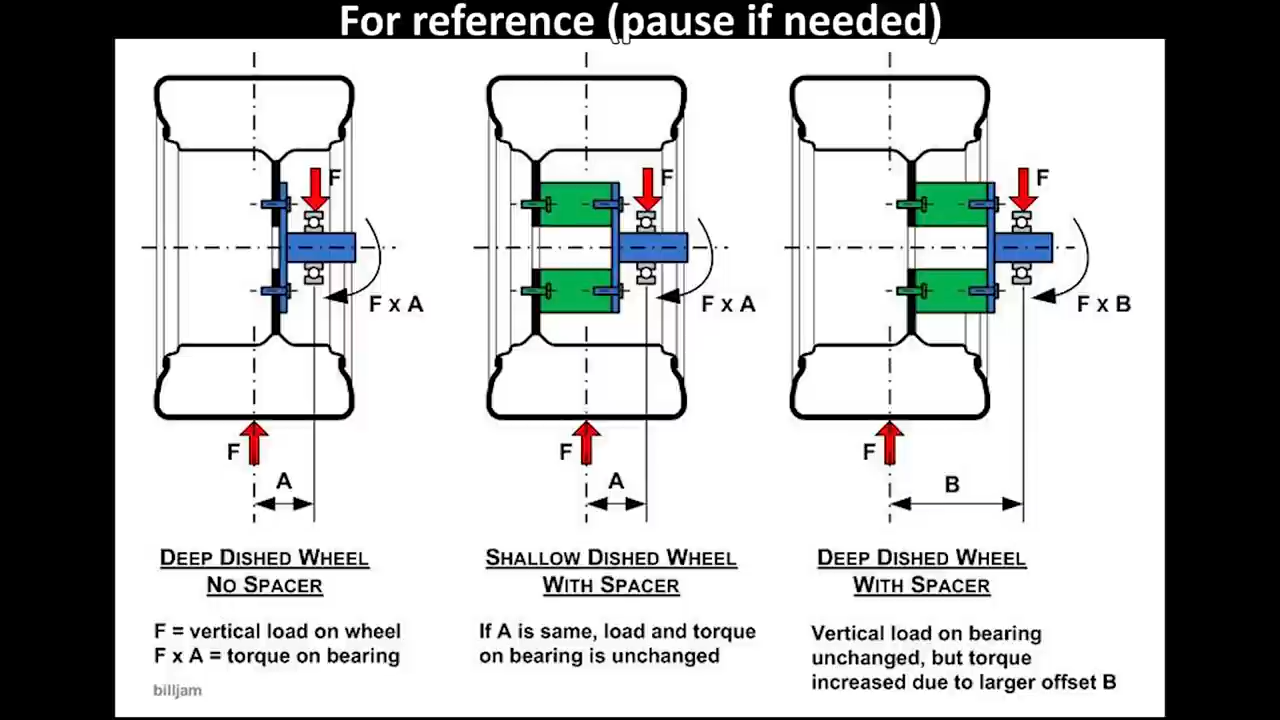 For reference (pause if needed)
F
F x A
F
A
F
F x A
F
A
F
F x B
F
B
DEEP DISHED WHEEL
NO SPACER
F = vertical load on wheel
F x A = torque on bearing
billjam
SHALLOW DISHED WHEEL
WITH SPACER
If A is same, load and torque
on bearing is unchanged
DEEP DISHED WHEEL
WITH SPACER
Vertical load on bearing
unchanged, but torque
increased due to larger offset B